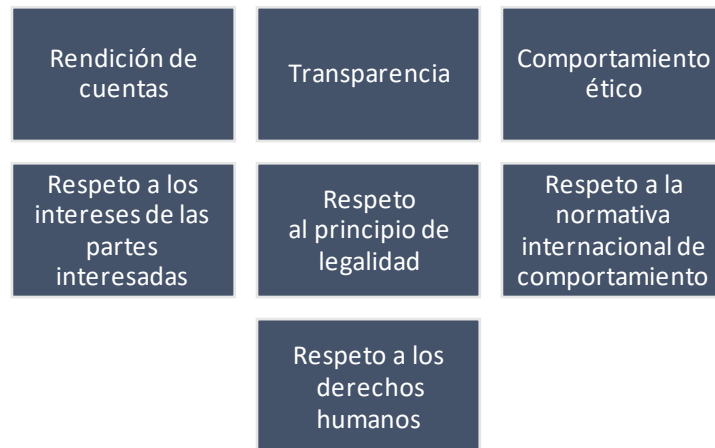 Rendición de
cuentas
Transparencia
Comportamiento
ético
Respeto a los
intereses de las
partes
interesadas
Respeto
al principio de
legalidad
Respeto a la
normativa
internacional de
comportamiento
Respeto a los
derechos
humanos